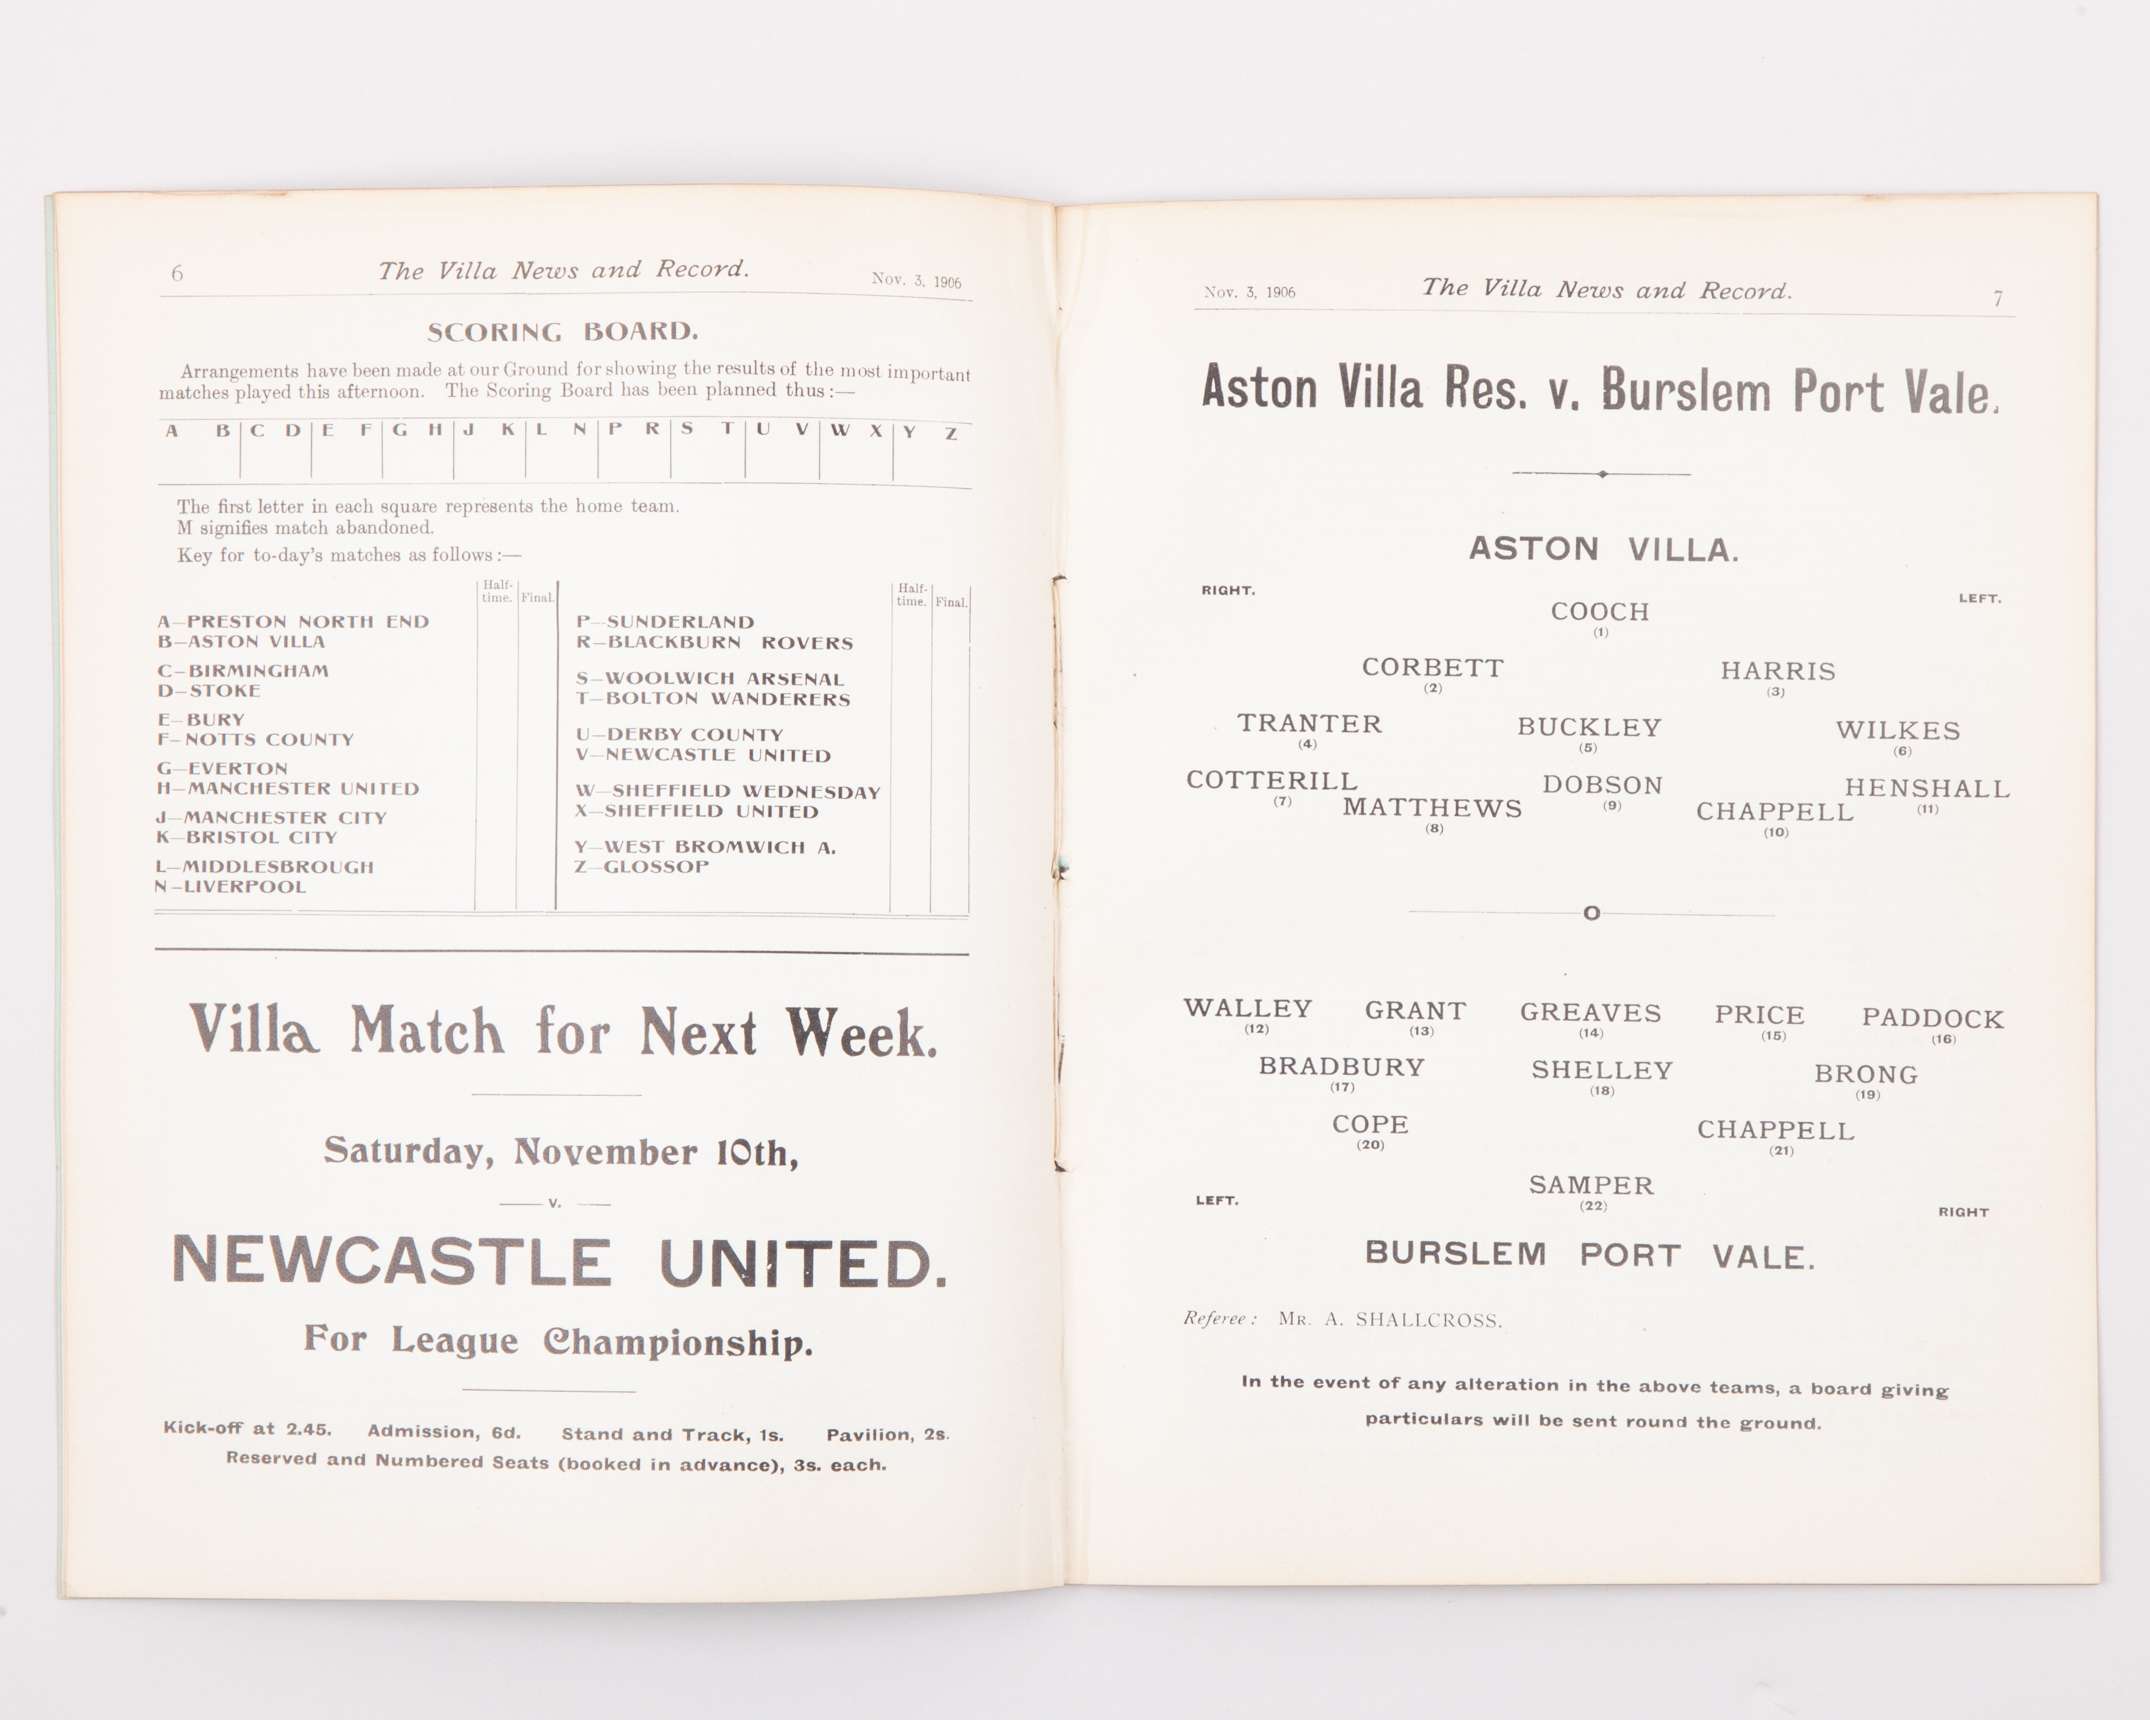 6 The Villa News and Record. Nov. 3, 1906
SCORING BOARD.
Arrangements have been made at our Ground for showing the results of the most important
matches played this afternoon. The Scoring Board has been planned thus :—
A B C D E F G H J K L N P R S T U V W X Y Z
The first letter in each square represents the home team.
M signifies match abandoned.
Key for to-day's matches as follows :—
Half-
time. Final.
A—PRESTON NORTH END
B—ASTON VILLA
C—BIRMINGHAM
D—STOKE
E—BURY
F—NOTTS COUNTY
G—EVERTON
H—MANCHESTER UNITED
J—MANCHESTER CITY
K—BRISTOL CITY
L—MIDDLESBROUGH
N—LIVERPOOL
Half-
time. Final.
P—SUNDERLAND
R—BLACKBURN ROVERS
S—WOOLWICH ARSENAL
T—BOLTON WANDERERS
U—DERBY COUNTY
V—NEWCASTLE UNITED
W—SHEFFIELD WEDNESDAY
X—SHEFFIELD UNITED
Y—WEST BROMWICH A.
Z—GLOSSOP
Villa Match for Next Week.
Saturday, November 10th,
v.
NEWCASTLE UNITED.
For League Championship.
Kick-off at 2.45. Admission, 6d. Stand and Track, 1s. Pavilion, 2s.
Reserved and Numbered Seats (booked in advance), 3s. each.
Nov. 3, 1906 The Villa News and Record. 7
Aston Villa Res. v. Burslem Port Vale.
ASTON VILLA.
RIGHT. LEFT.
COOCH
(1)
CORBETT HARRIS
(2) (3)
TRANTER BUCKLEY WILKES
(4) (5) (6)
COTTERILL DOBSON HENSHALL
(7) (9) (11)
MATTHEWS CHAPPELL
(8) (10)
O
WALLEY GRANT GREAVES PRICE PADDOCK
(12) (13) (14) (15) (16)
BRADBURY SHELLEY BRONG
(17) (18) (19)
COPE CHAPPELL
(20) (21)
SAMPER
(22)
LEFT. RIGHT
BURSLEM PORT VALE.
Referee : MR. A. SHALLCROSS.
In the event of any alteration in the above teams, a board giving
particulars will be sent round the ground.